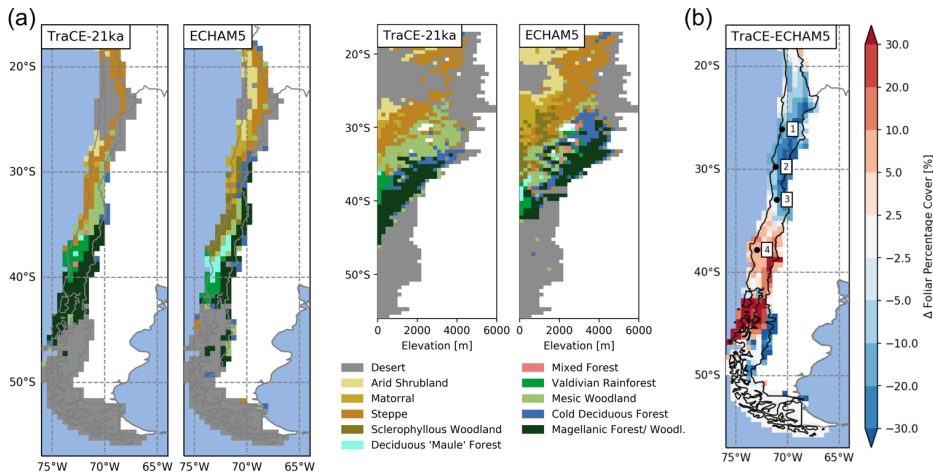 (a)
TraCE-21ka
ECHAM5
20°S
30°S
40°S
50°S
75°W 70°W 65°W
75°W 70°W 65°W
TraCE-21ka
ECHAM5
20°S
30°S
40°S
50°S
0 2000 4000 6000
Elevation [m]
0 2000 4000 6000
Elevation [m]
Desert
Arid Shrubland
Matorral
Steppe
Sclerophyllous Woodland
Deciduous 'Maule' Forest
Mixed Forest
Valdivian Rainforest
Mesic Woodland
Cold Deciduous Forest
Magellanic Forest/ Woodl.
(b)
TraCE-ECHAM5
20°S
30°S
40°S
50°S
1
2
3
4
75°W 70°W 65°W
30.0
20.0
10.0
5.0
2.5
−2.5
−5.0
−10.0
−20.0
−30.0
Δ Foliar Percentage Cover [%]